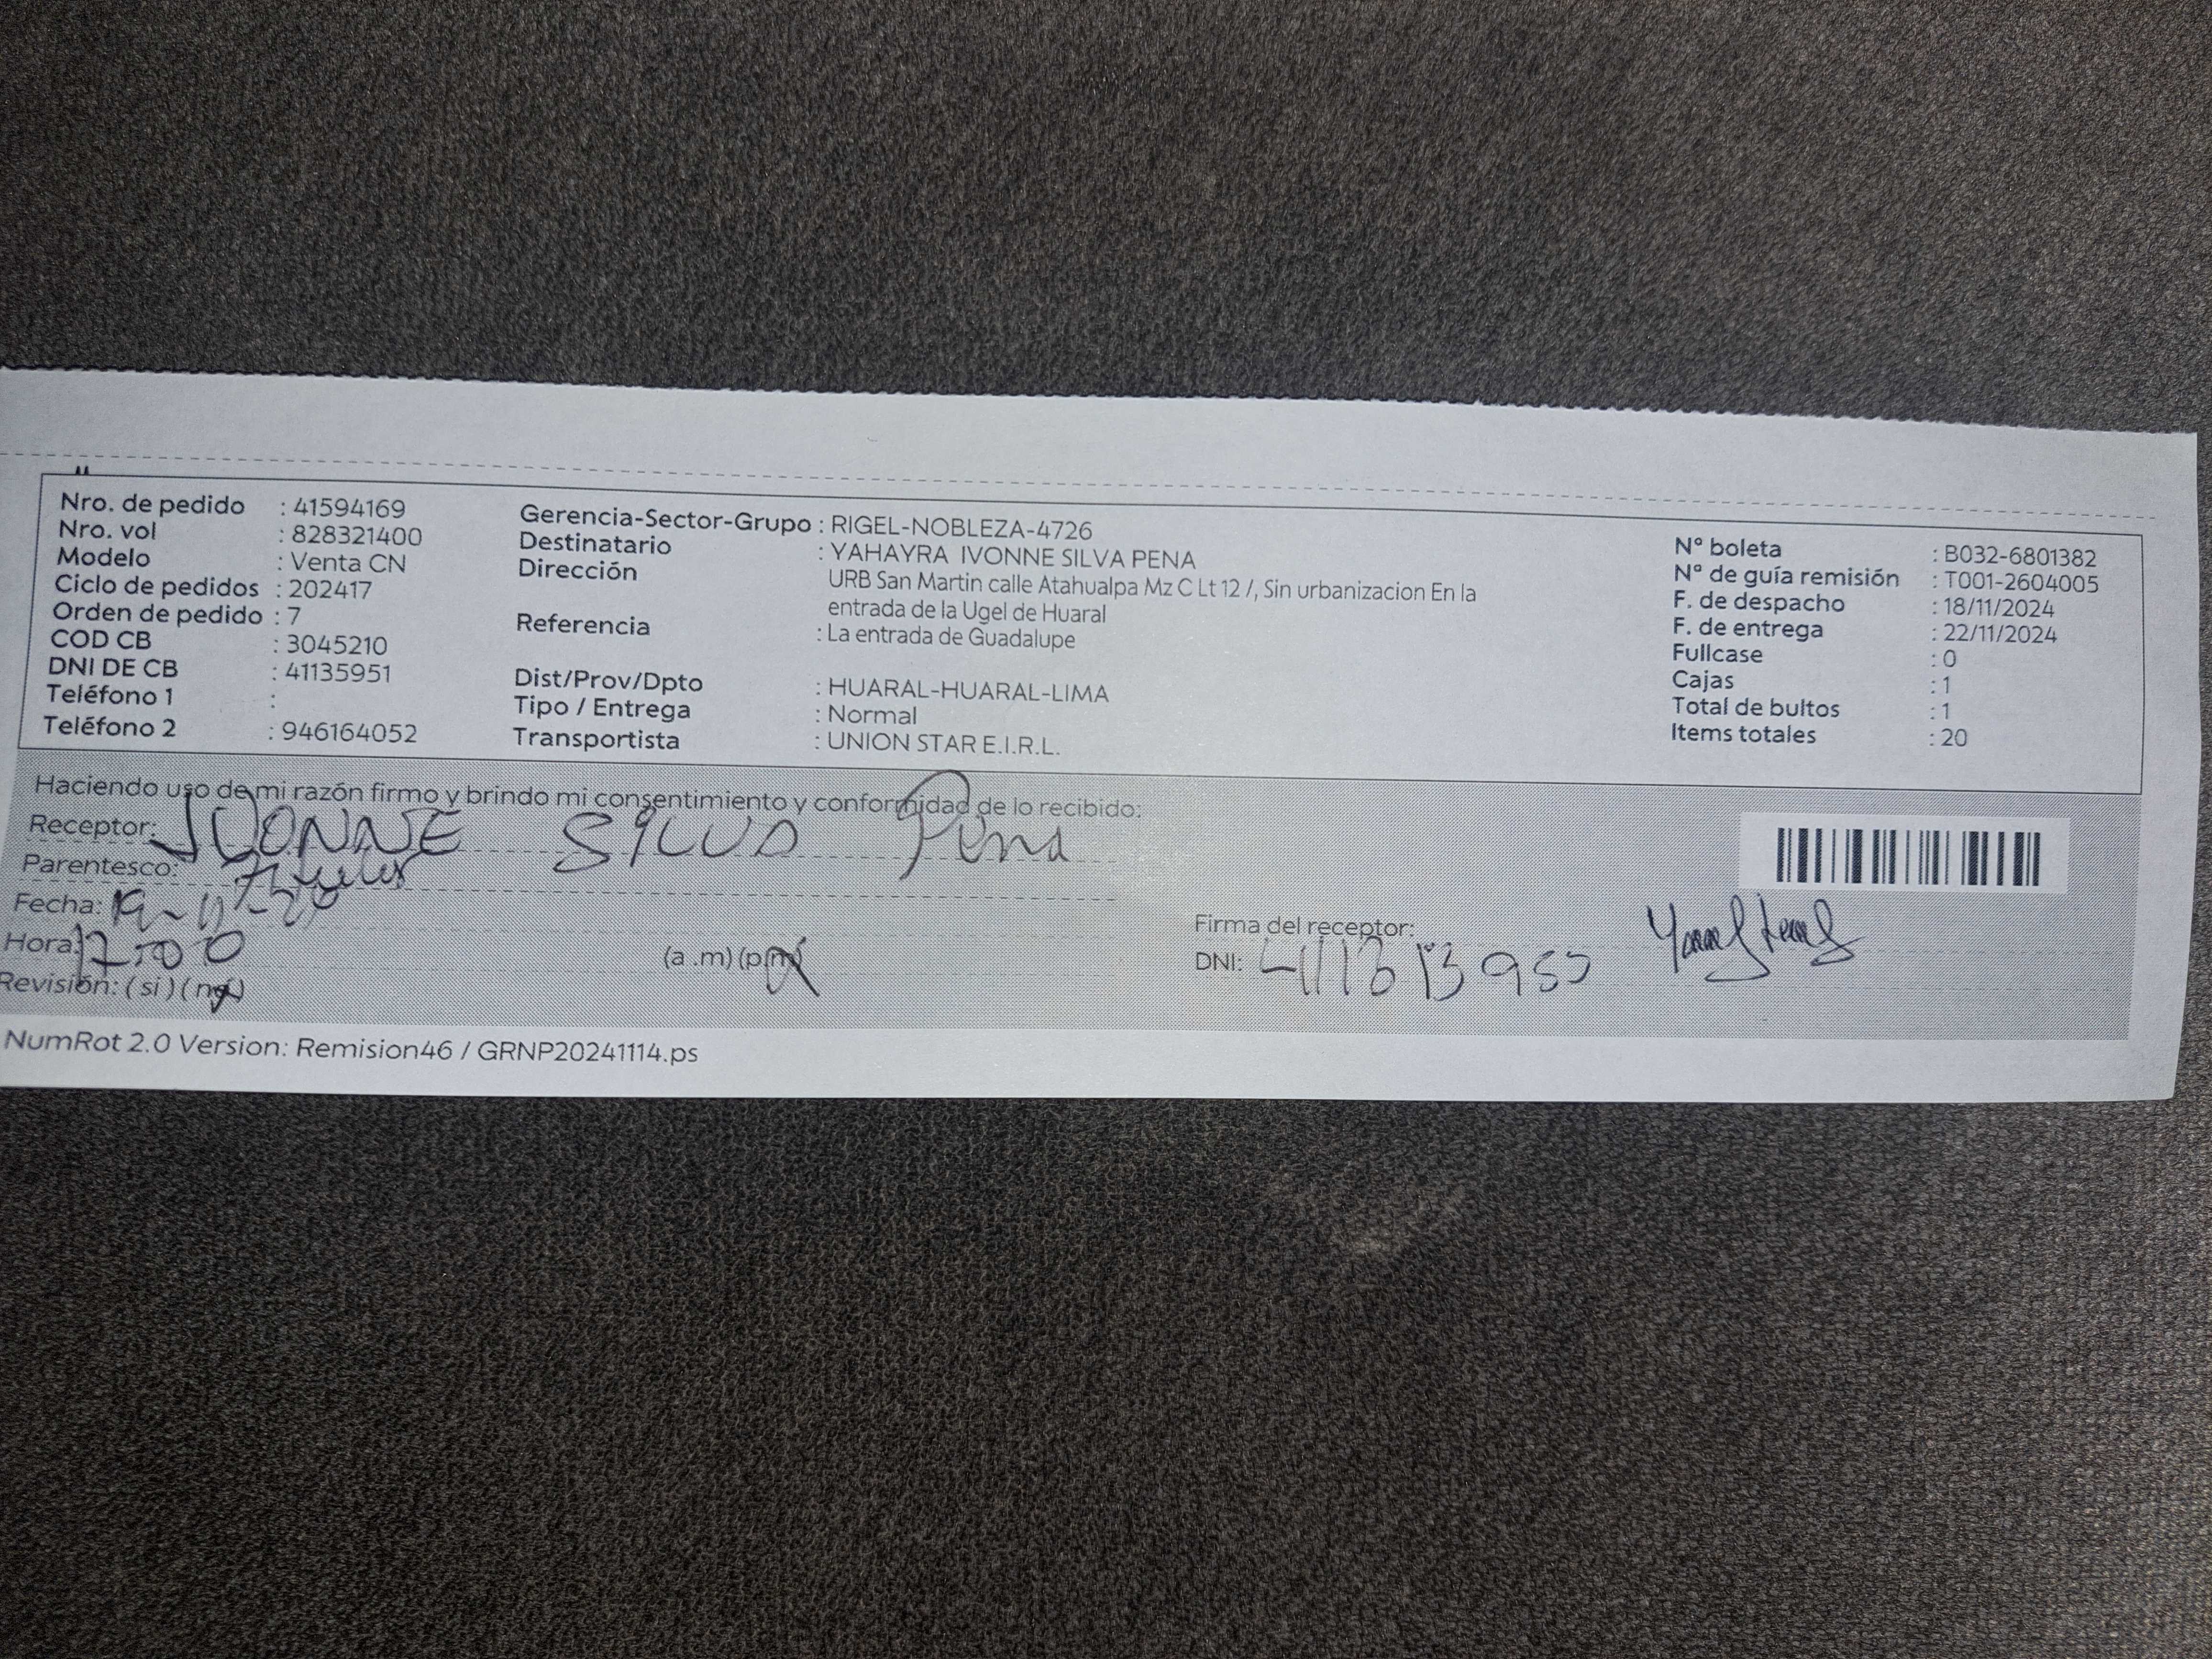 Nro. de pedido : 41594169
Nro. vol : 828321400
Modelo : Venta CN
Ciclo de pedidos : 202417
Orden de pedido : 7
COD CB : 3045210
DNI DE CB : 41135951
Teléfono 1 :
Teléfono 2 : 946164052
Gerencia-Sector-Grupo : RIGEL-NOBLEZA-4726
Destinatario : YAHAYRA IVONNE SILVA PENA
Dirección URB San Martin calle Atahualpa Mz C Lt 12 /, Sin urbanizacion En la
entrada de la Ugel de Huaral
Referencia : La entrada de Guadalupe
Dist/Prov/Dpto : HUARAL-HUARAL-LIMA
Tipo / Entrega : Normal
Transportista : UNION STAR E.I.R.L.
N° boleta : B032-6801382
N° de guía remisión : T001-2604005
F. de despacho : 18/11/2024
F. de entrega : 22/11/2024
Fullcase : 0
Cajas : 1
Total de bultos : 1
Items totales : 20
Haciendo uso de mi razón firmo y brindo mi consentimiento y conformidad de lo recibido:
Receptor: IVONNE SILVA Pena
Parentesco:
Fecha:
Hora: (a .m) (p.m)
Revisión: ( si ) ( no )
Firma del receptor:
DNI:
NumRot 2.0 Version: Remision46 / GRNP20241114.ps